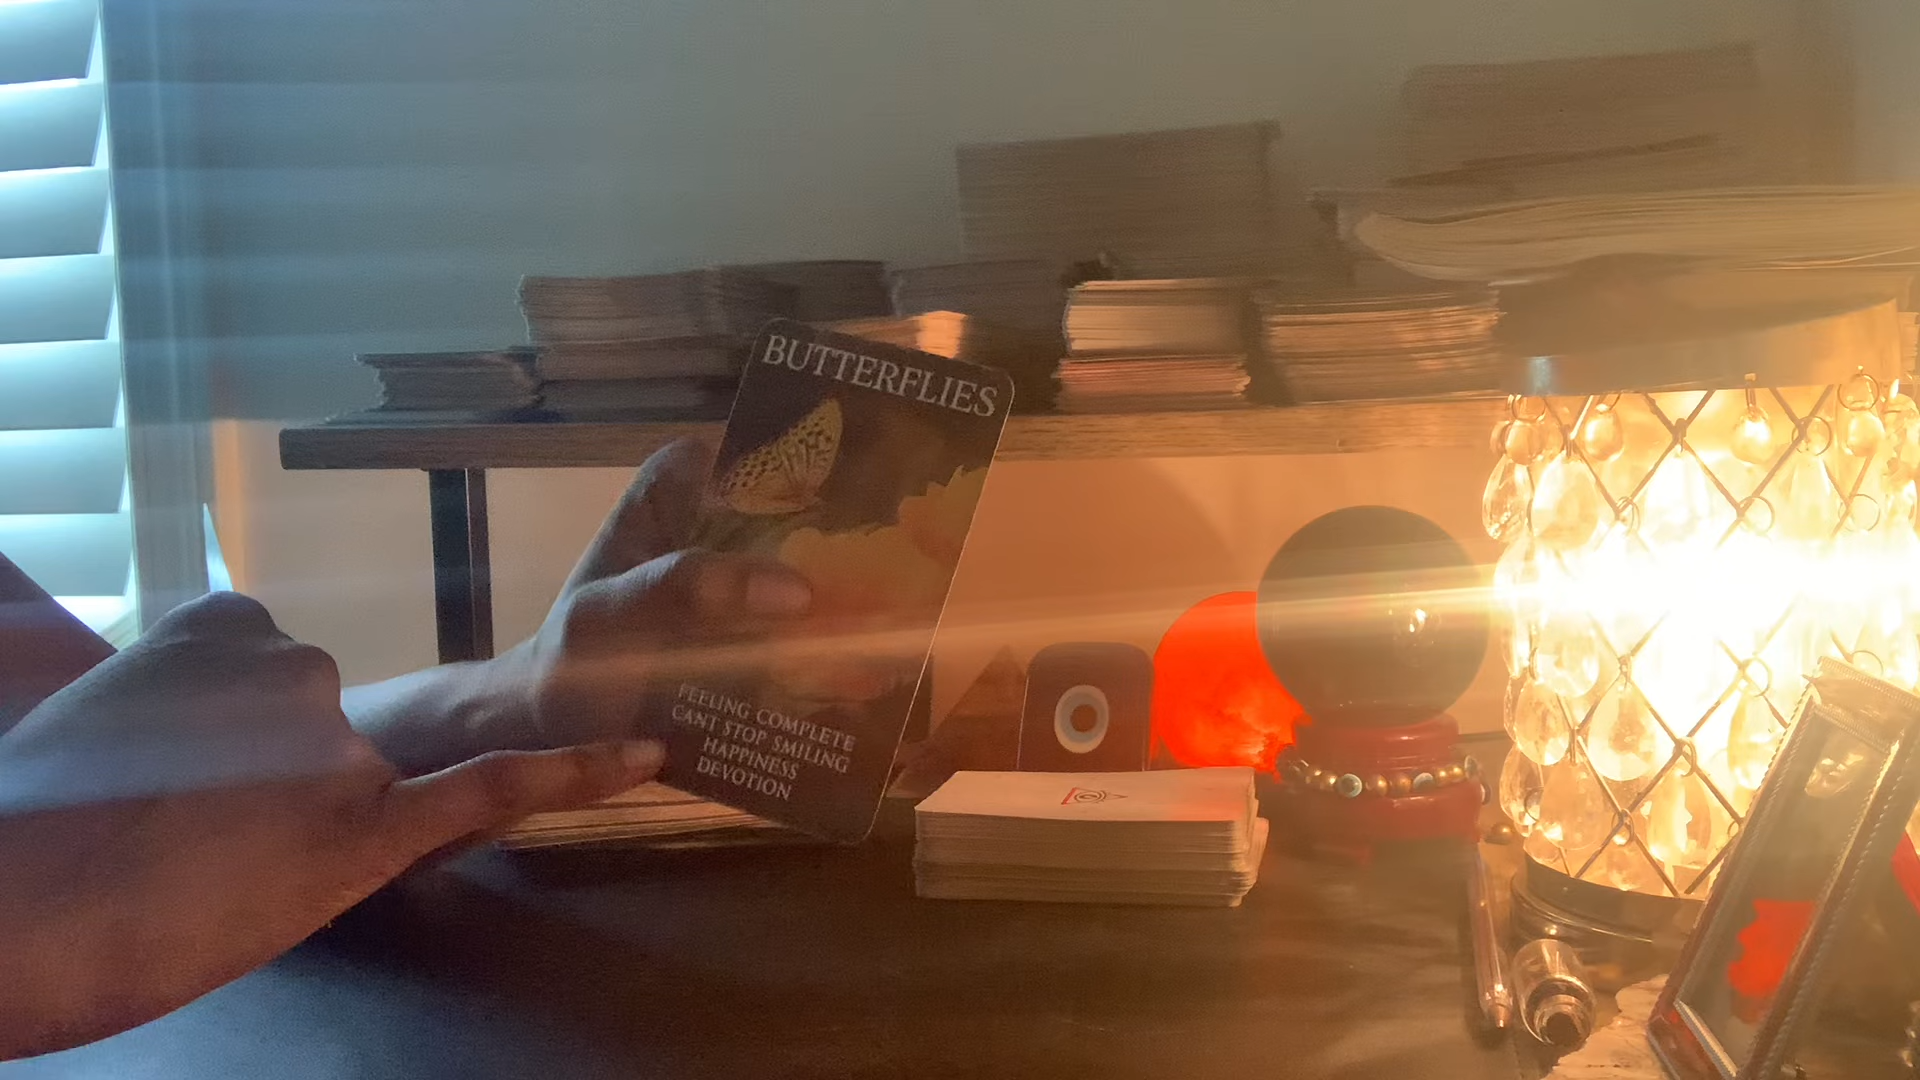 BUTTERFLIES
FEELING COMPLETE
CANT STOP SMILING
HAPPINESS
DEVOTION